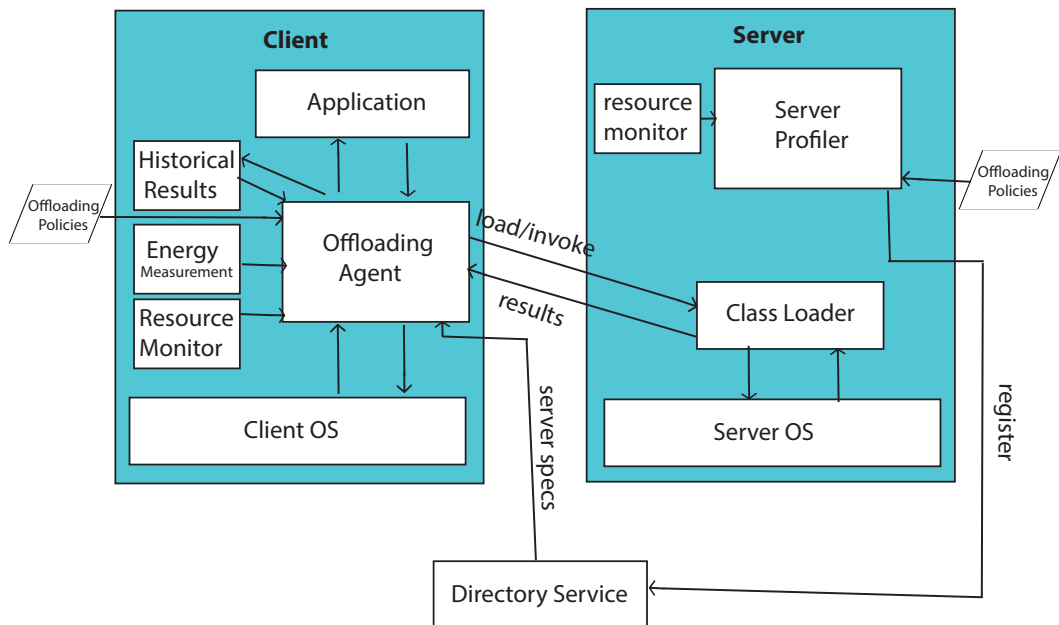 Client
Application
Historical
Results
Offloading
Policies
Energy
Measurement
Resource
Monitor
Offloading
Agent
Client OS
load/invoke
results
server specs
Server
resource
monitor
Server
Profiler
Offloading
Policies
Class Loader
Server OS
register
Directory Service